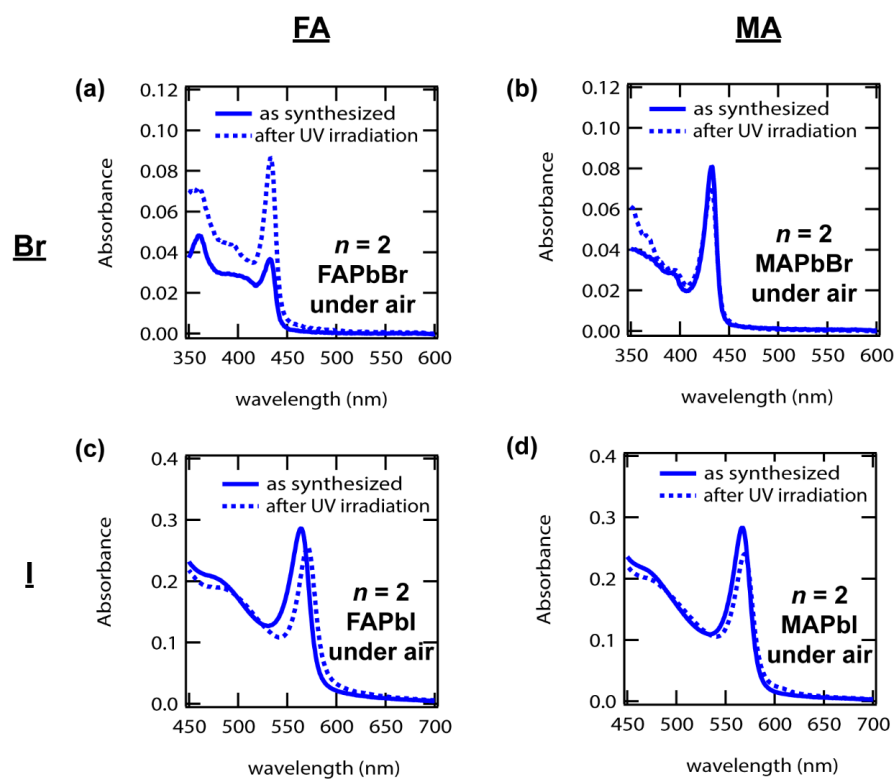 FA
MA
Br
I
(a)
0.12
0.10
0.08
0.06
0.04
0.02
0.00
Absorbance
as synthesized
after UV irradiation
n = 2
FAPbBr
under air
350 400 450 500 550 600
wavelength (nm)
(b)
0.12
0.10
0.08
0.06
0.04
0.02
0.00
Absorbance
as synthesized
after UV irradiation
n = 2
MAPbBr
under air
350 400 450 500 550 600
wavelength (nm)
(c)
0.4
0.3
0.2
0.1
0.0
Absorbance
as synthesized
after UV irradiation
n = 2
FAPbI
under air
450 500 550 600 650 700
wavelength (nm)
(d)
0.4
0.3
0.2
0.1
0.0
Absorbance
as synthesized
after UV irradiation
n = 2
MAPbI
under air
450 500 550 600 650 700
wavelength (nm)